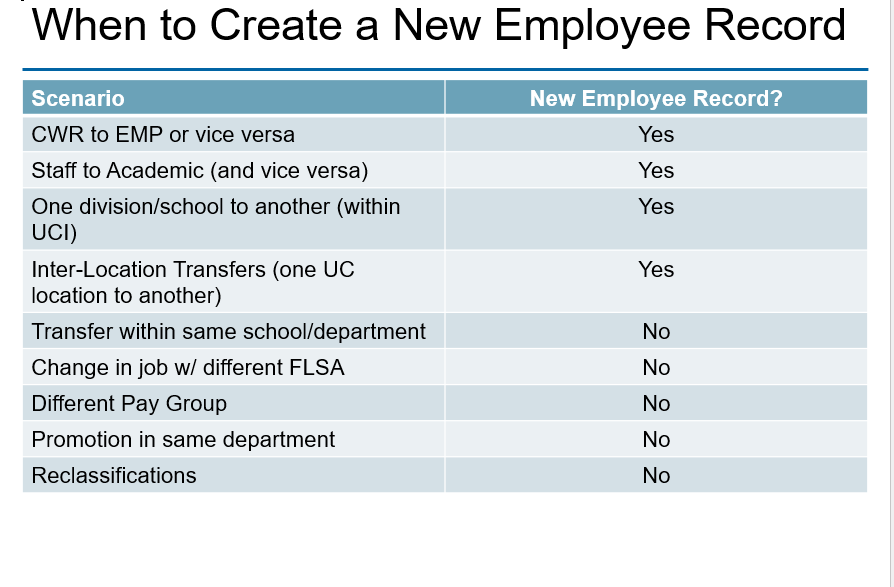 When to Create a New Employee Record
Scenario
New Employee Record?
CWR to EMP or vice versa
Yes
Staff to Academic (and vice versa)
Yes
One division/school to another (within
UCI)
Yes
Inter-Location Transfers (one UC
location to another)
Yes
Transfer within same school/department
No
Change in job w/ different FLSA
No
Different Pay Group
No
Promotion in same department
No
Reclassifications
No